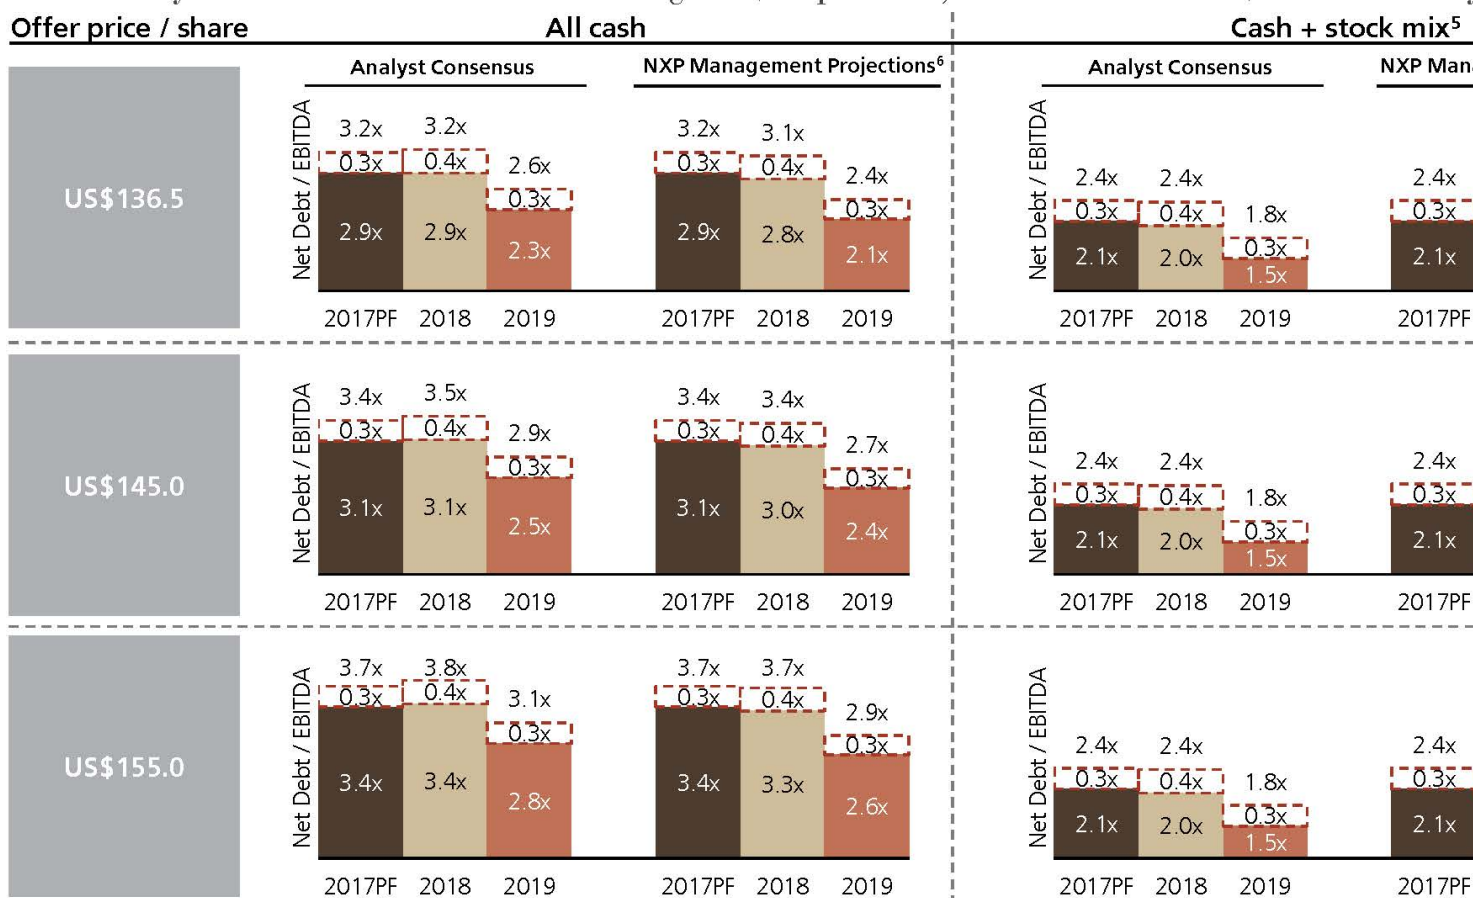 Offer price / share
All cash
Cash + stock mix5
Analyst Consensus
NXP Management Projections6
Analyst Consensus
NXP
US$136.5
Net Debt / EBITDA
3.2x 3.2x 2.6x
0.3x 0.4x 0.3x
2.9x 2.9x 2.3x
2017PF 2018 2019
3.2x 3.1x 2.4x
0.3x 0.4x 0.3x
2.9x 2.8x 2.1x
2017PF 2018 2019
Net Debt / EBITDA
2.4x 2.4x 1.8x
0.3x 0.4x 0.3x
2.1x 2.0x 1.5x
2017PF 2018 2019
2.4x
0.3x
2.1x
2017PF
US$145.0
Net Debt / EBITDA
3.4x 3.5x 2.9x
0.3x 0.4x 0.3x
3.1x 3.1x 2.5x
2017PF 2018 2019
3.4x 3.4x 2.7x
0.3x 0.4x 0.3x
3.1x 3.0x 2.4x
2017PF 2018 2019
Net Debt / EBITDA
2.4x 2.4x 1.8x
0.3x 0.4x 0.3x
2.1x 2.0x 1.5x
2017PF 2018 2019
2.4x
0.3x
2.1x
2017PF
US$155.0
Net Debt / EBITDA
3.7x 3.8x 3.1x
0.3x 0.4x 0.3x
3.4x 3.4x 2.8x
2017PF 2018 2019
3.7x 3.7x 2.9x
0.3x 0.4x 0.3x
3.4x 3.3x 2.6x
2017PF 2018 2019
Net Debt / EBITDA
2.4x 2.4x 1.8x
0.3x 0.4x 0.3x
2.1x 2.0x 1.5x
2017PF 2018 2019
2.4x
0.3x
2.1x
2017PF